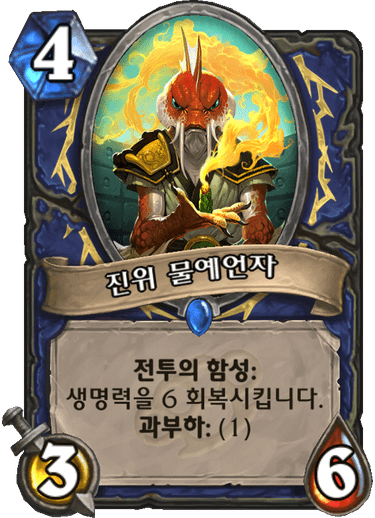 4
진위 물예언자
전투의 함성:
생명력을 6 회복시킵니다.
과부하: (1)
3
6